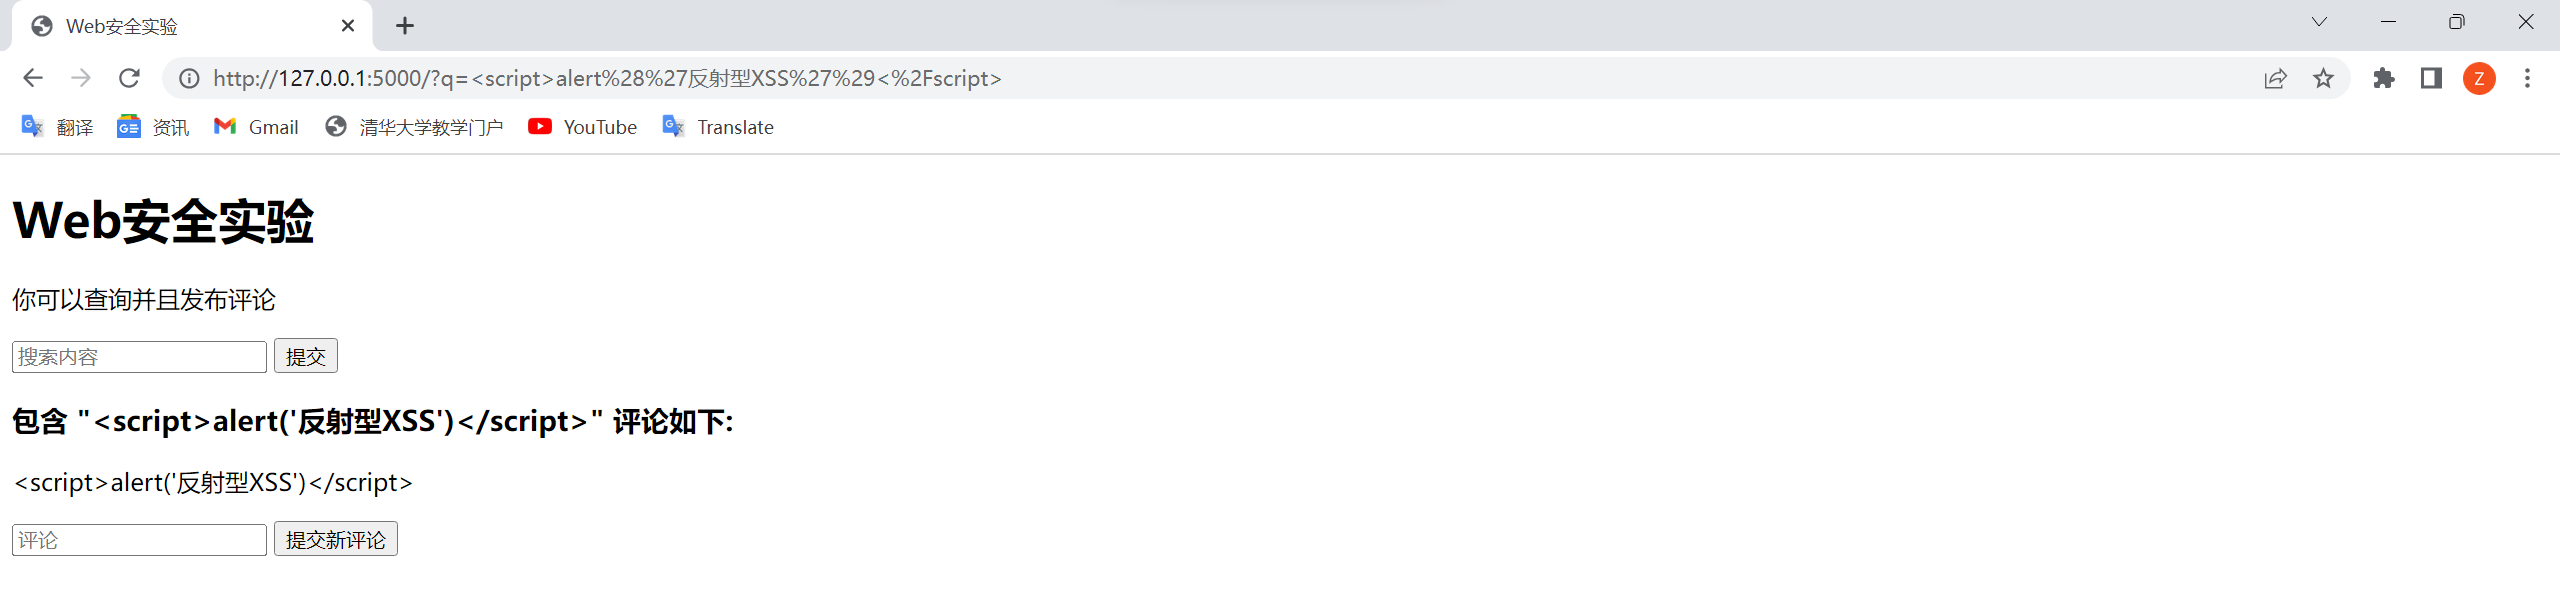 Web安全实验
http://127.0.0.1:5000/?q=<script>alert%28%27反射型XSS%27%29<%2Fscript>
Z
翻译 资讯 Gmail 清华大学教学门户 YouTube Translate
Web安全实验
你可以查询并且发布评论
搜索内容 提交
包含 "<script>alert('反射型XSS')</script>" 评论如下:
<script>alert('反射型XSS')</script>
评论 提交新评论